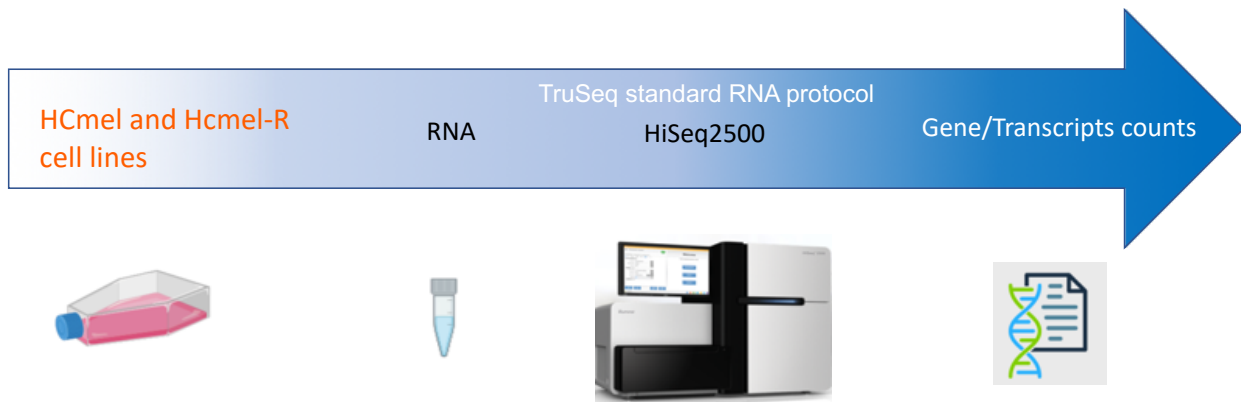 HCmel and Hcmel-R
cell lines
RNA
TruSeq standard RNA protocol
HiSeq2500
Gene/Transcripts counts